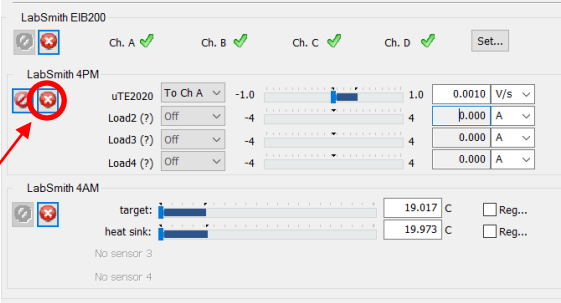 LabSmith EIB200
Ch. A Ch. B Ch. C Ch. D Set...
LabSmith 4PM
uTE2020 To Ch A -1.0 1.0 0.0010 V/s
Load2 (?) Off -4 4 0.000 A
Load3 (?) Off -4 4 0.000 A
Load4 (?) Off -4 4 0.000 A
LabSmith 4AM
target: 19.017 C Reg...
heat sink: 19.973 C Reg...
No sensor 3
No sensor 4